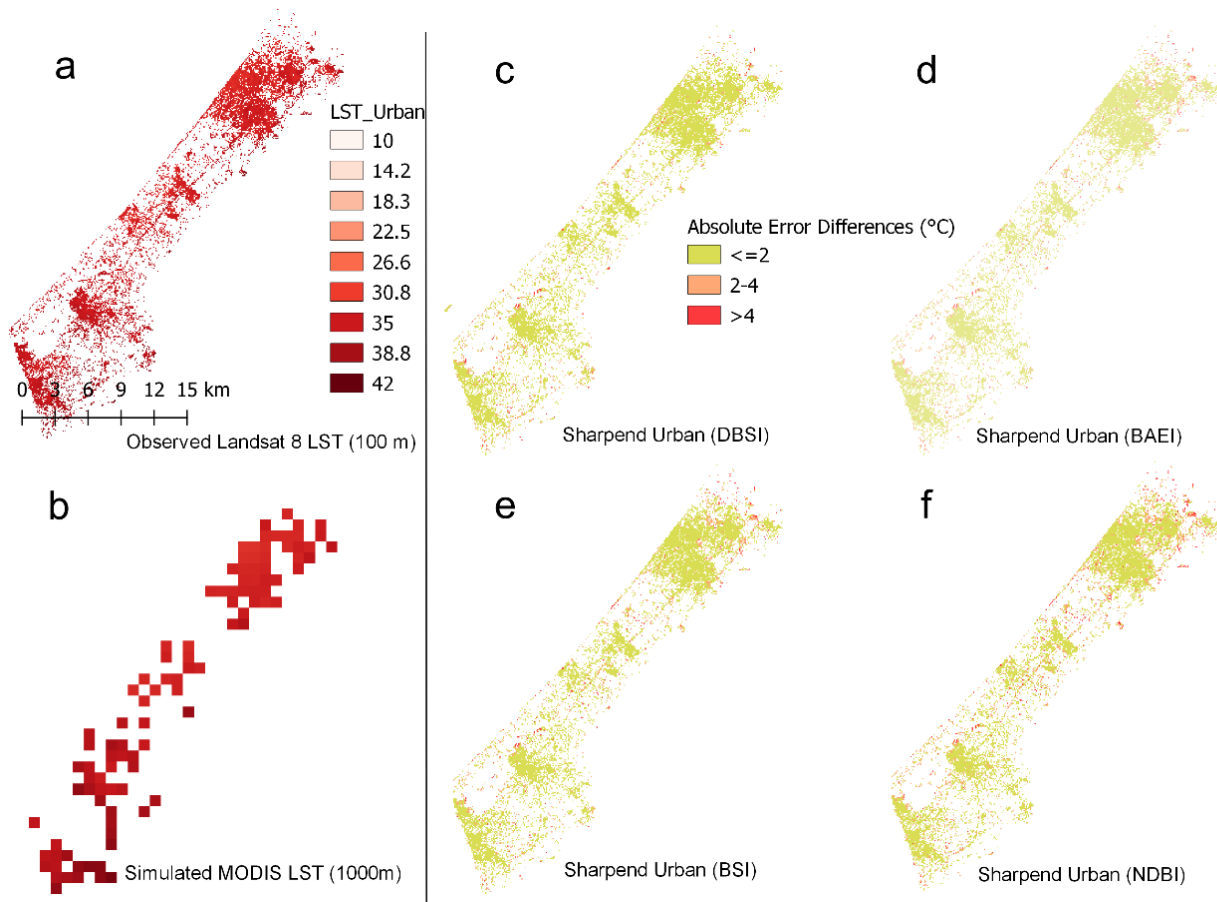 a
LST_Urban
10
14.2
18.3
22.5
26.6
30.8
35
38.8
42
0 3 6 9 12 15 km
Observed Landsat 8 LST (100 m)
b
Simulated MODIS LST (1000m)
c
Absolute Error Differences (°C)
<=2
2-4
>4
Sharpend Urban (DBSI)
d
Sharpend Urban (BAEI)
e
Sharpend Urban (BSI)
f
Sharpend Urban (NDBI)